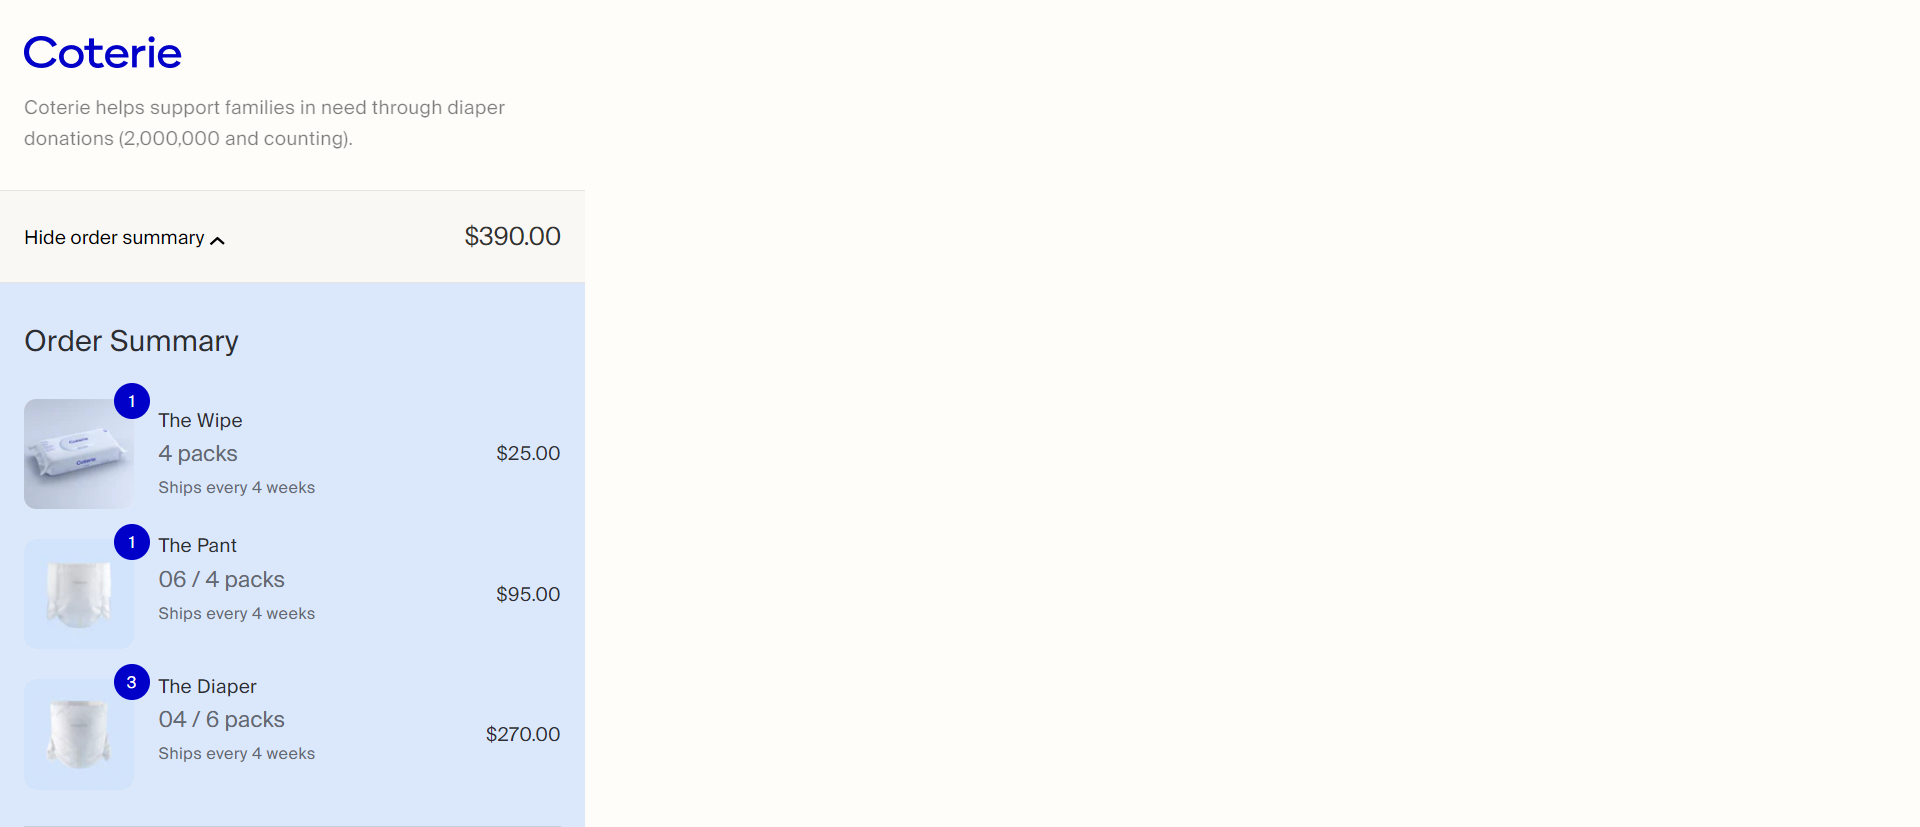 Coterie
Coterie helps support families in need through diaper
donations (2,000,000 and counting).
Hide order summary
$390.00
Order Summary
1
The Wipe
4 packs
Ships every 4 weeks
$25.00
Coterie
Coterie
1
The Pant
06 / 4 packs
Ships every 4 weeks
$95.00
3
The Diaper
04 / 6 packs
Ships every 4 weeks
$270.00